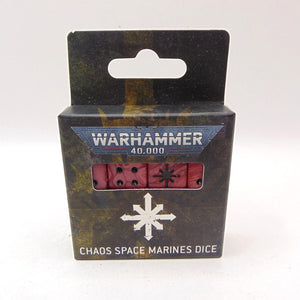 WARHAMMER
40,000
CHAOS SPACE MARINES DICE